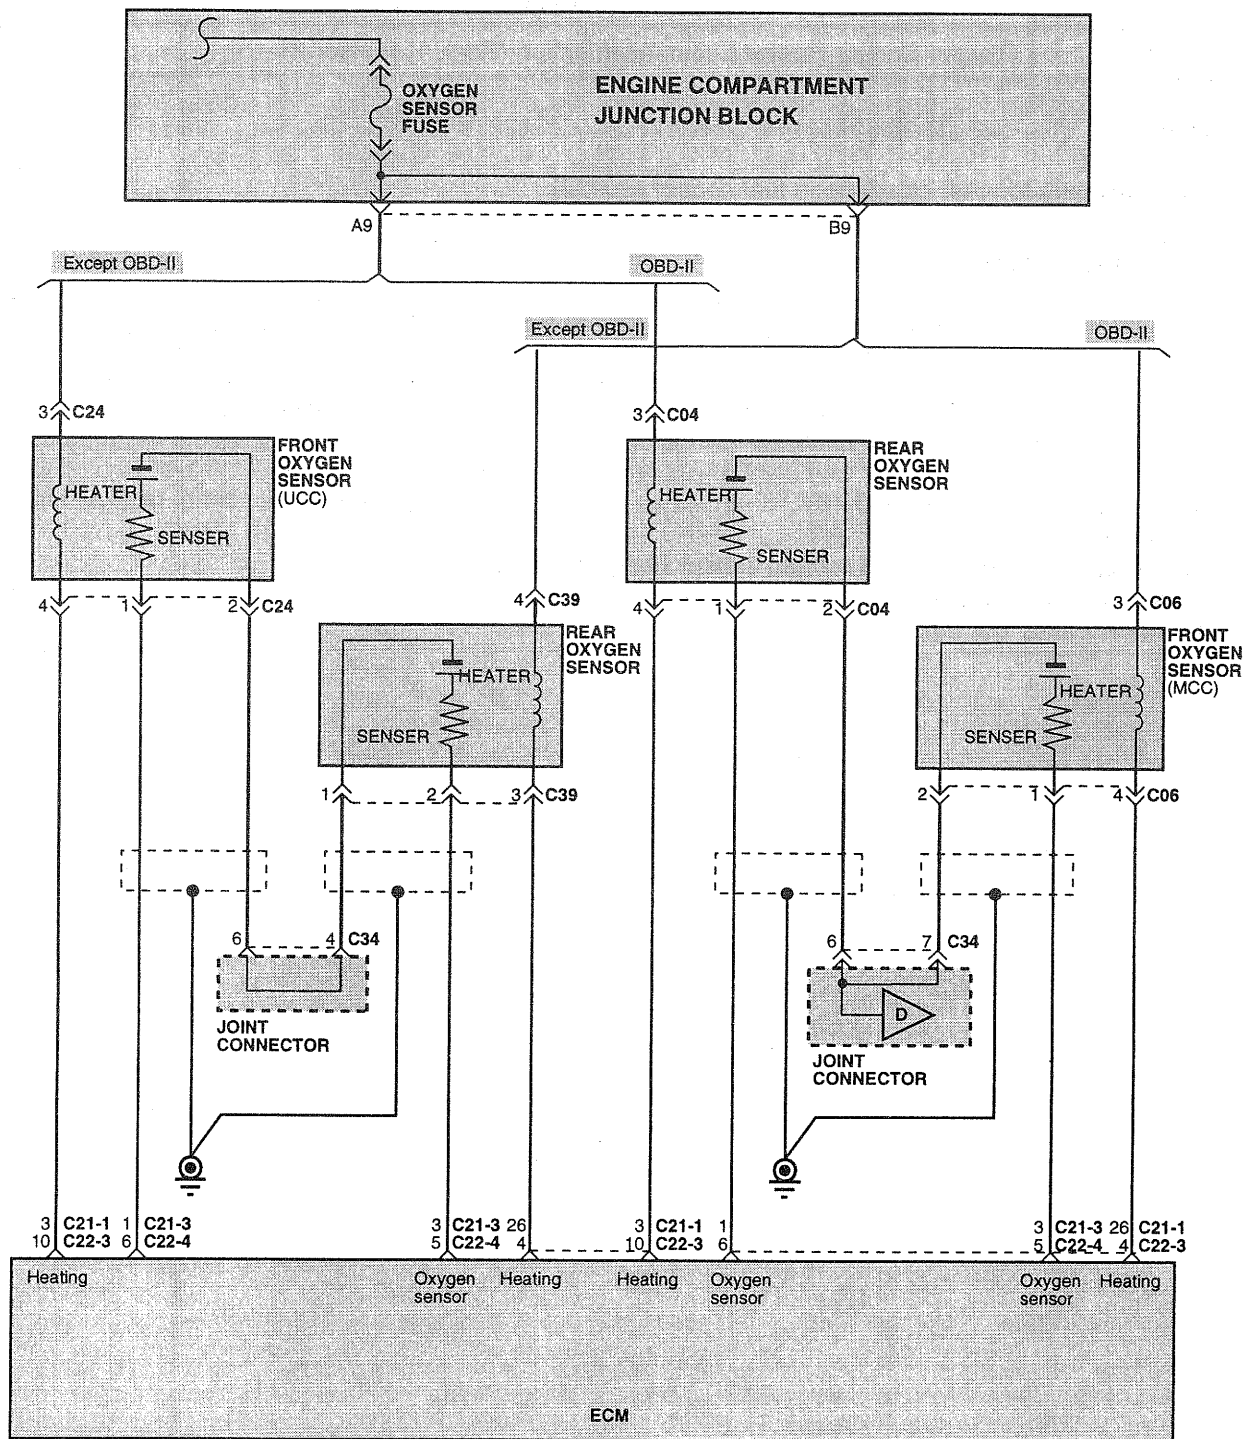 OXYGEN
SENSOR
FUSE
ENGINE COMPARTMENT
JUNCTION BLOCK
A9
B9
Except OBD-II
OBD-II
Except OBD-II
OBD-II
3 C24
3 C04
FRONT
OXYGEN
SENSOR
(UCC)
HEATER
SENSER
REAR
OXYGEN
SENSOR
HEATER
SENSER
4 1 2 C24
4 C39
4 1 2 C04
3 C06
REAR
OXYGEN
SENSOR
HEATER
SENSER
FRONT
OXYGEN
SENSOR
(MCC)
HEATER
SENSER
1 2 3 C39
2 1 4 C06
6 4 C34
6 7 C34
JOINT
CONNECTOR
D
JOINT
CONNECTOR
3 C21-1 1 C21-3 3 C21-3 26 3 C21-1 1 3 C21-3 26 C21-1
10 C22-3 6 C22-4 5 C22-4 4 10 C22-3 6 5 C22-4 4 C22-3
Heating
Oxygen
sensor
Heating
Heating
Oxygen
sensor
Oxygen
sensor
Heating
ECM